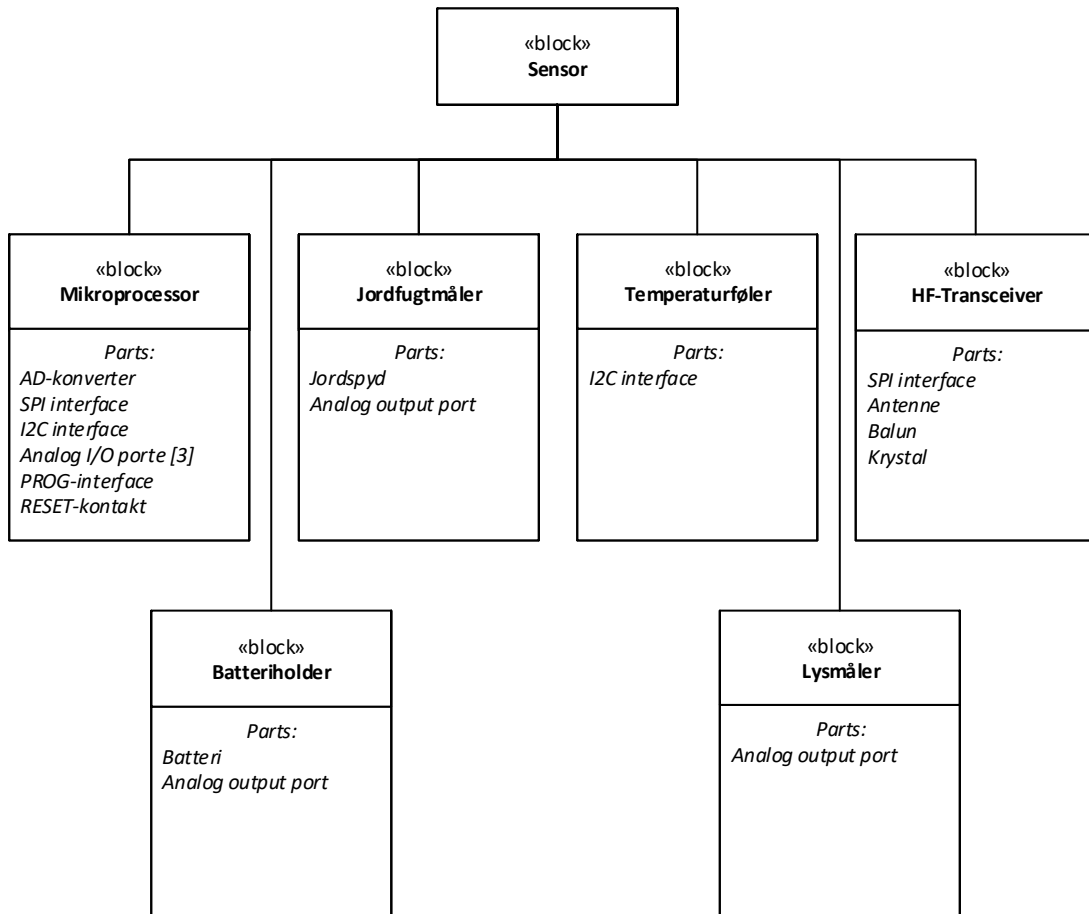 «block»
Sensor
«block»
Mikroprocessor
Parts:
AD-konverter
SPI interface
I2C interface
Analog I/O porte [3]
PROG-interface
RESET-kontakt
«block»
Jordfugtmåler
Parts:
Jordspyd
Analog output port
«block»
Temperaturføler
Parts:
I2C interface
«block»
HF-Transceiver
Parts:
SPI interface
Antenne
Balun
Krystal
«block»
Batteriholder
Parts:
Batteri
Analog output port
«block»
Lysmåler
Parts:
Analog output port